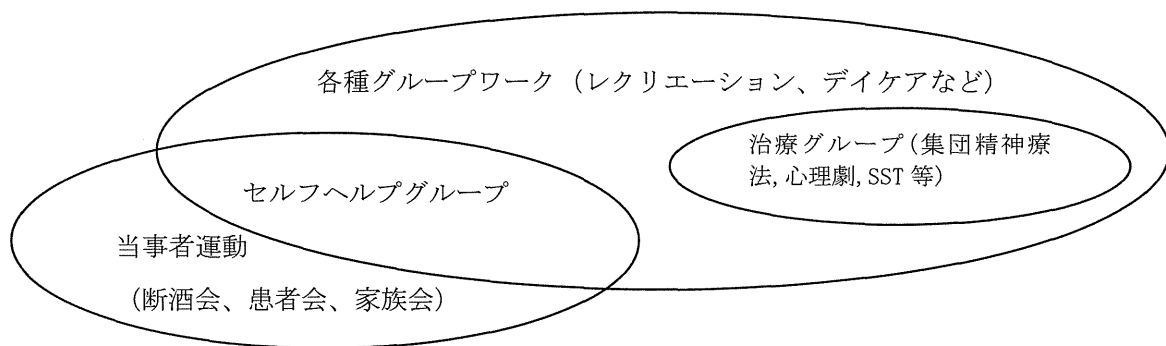 各種グループワーク（レクリエーション、デイケアなど）
治療グループ（集団精神療
法,心理劇,SST 等）
セルフヘルプグループ
当事者運動
（断酒会、患者会、家族会）